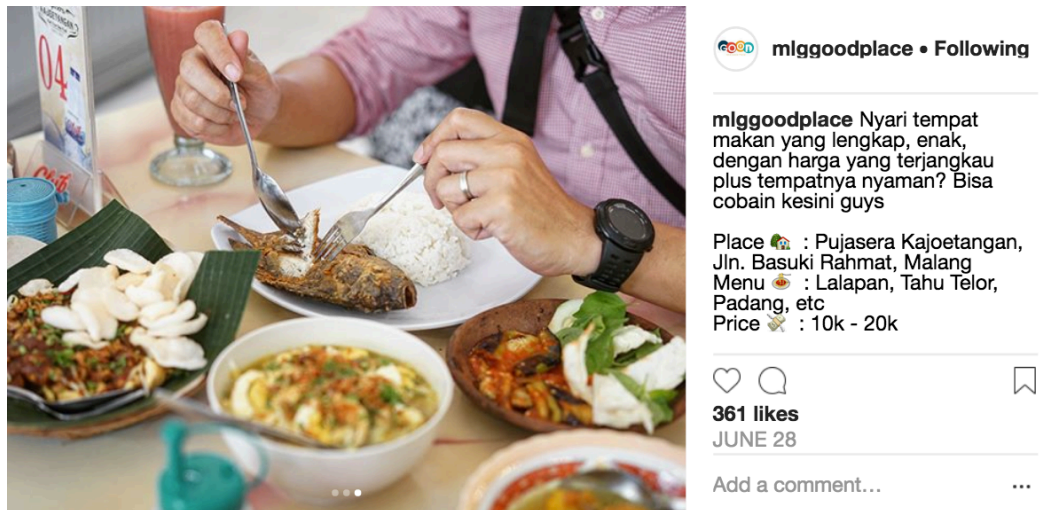 KAJOETANGAN
04
GOON
mlggoodplace • Following
mlggoodplace Nyari tempat
makan yang lengkap, enak,
dengan harga yang terjangkau
plus tempatnya nyaman? Bisa
cobain kesini guys
Place 🏡 : Pujasera Kajoetangan,
Jln. Basuki Rahmat, Malang
Menu 🍝 : Lalapan, Tahu Telor,
Padang, etc
Price 💸 : 10k - 20k
361 likes
JUNE 28
Add a comment...